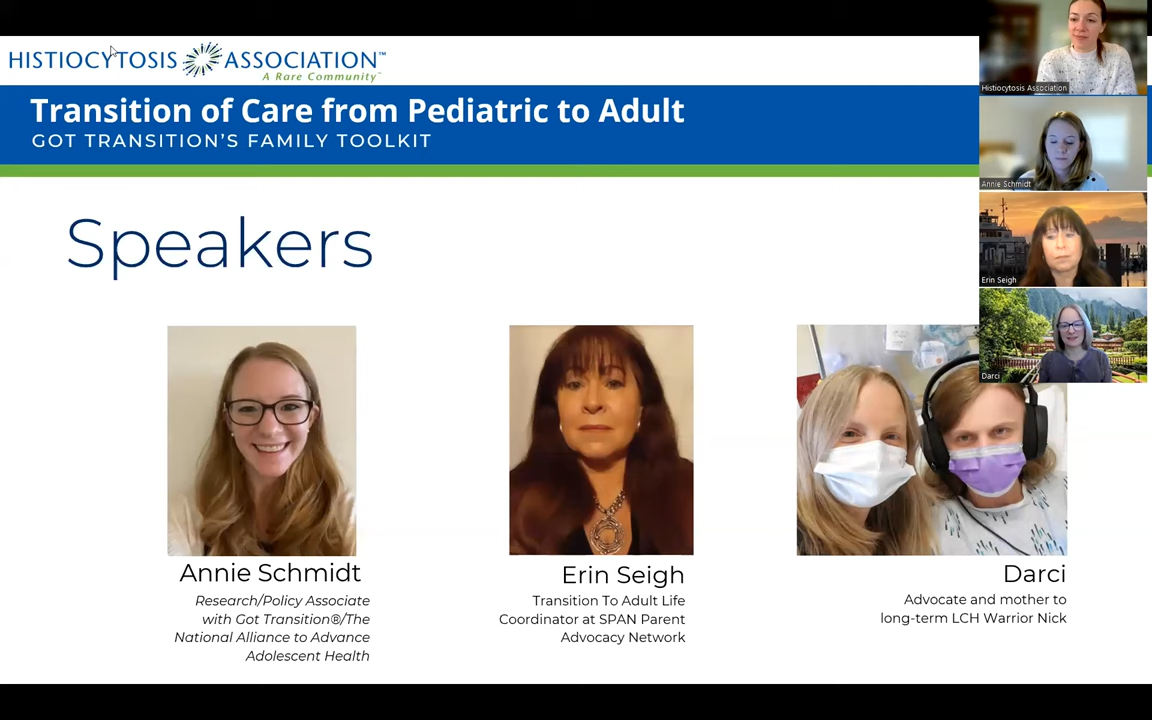 HISTIOCYTOSIS ASSOCIATION™
A Rare Community™
Transition of Care from Pediatric to Adult
GOT TRANSITION'S FAMILY TOOLKIT
Speakers
Annie Schmidt
Research/Policy Associate
with Got Transition®/The
National Alliance to Advance
Adolescent Health
Erin Seigh
Transition To Adult Life
Coordinator at SPAN Parent
Advocacy Network
Darci
Advocate and mother to
long-term LCH Warrior Nick
Histiocytosis Association
Annie Schmidt
Erin Seigh
Darci